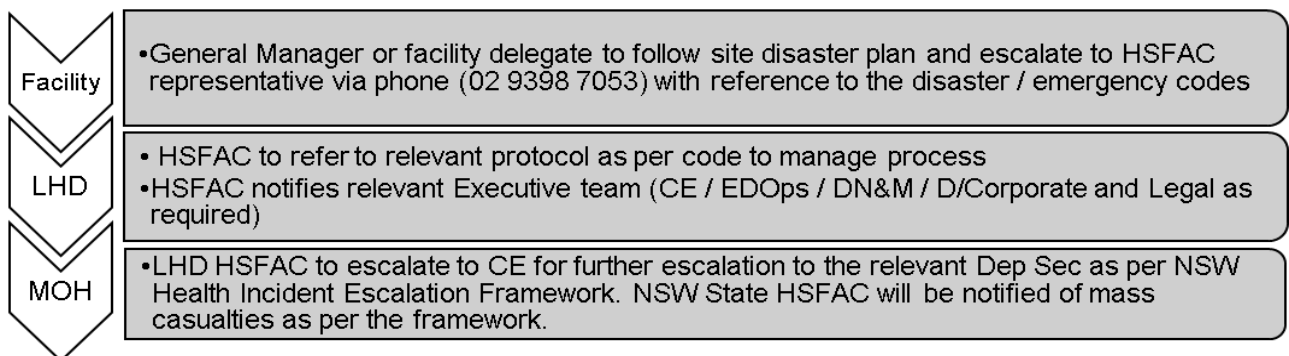 Facility
•General Manager or facility delegate to follow site disaster plan and escalate to HSFAC
representative via phone (02 9398 7053) with reference to the disaster / emergency codes
LHD
• HSFAC to refer to relevant protocol as per code to manage process
•HSFAC notifies relevant Executive team (CE / EDOps / DN&M / D/Corporate and Legal as
required)
MOH
•LHD HSFAC to escalate to CE for further escalation to the relevant Dep Sec as per NSW
Health Incident Escalation Framework. NSW State HSFAC will be notified of mass
casualties as per the framework.